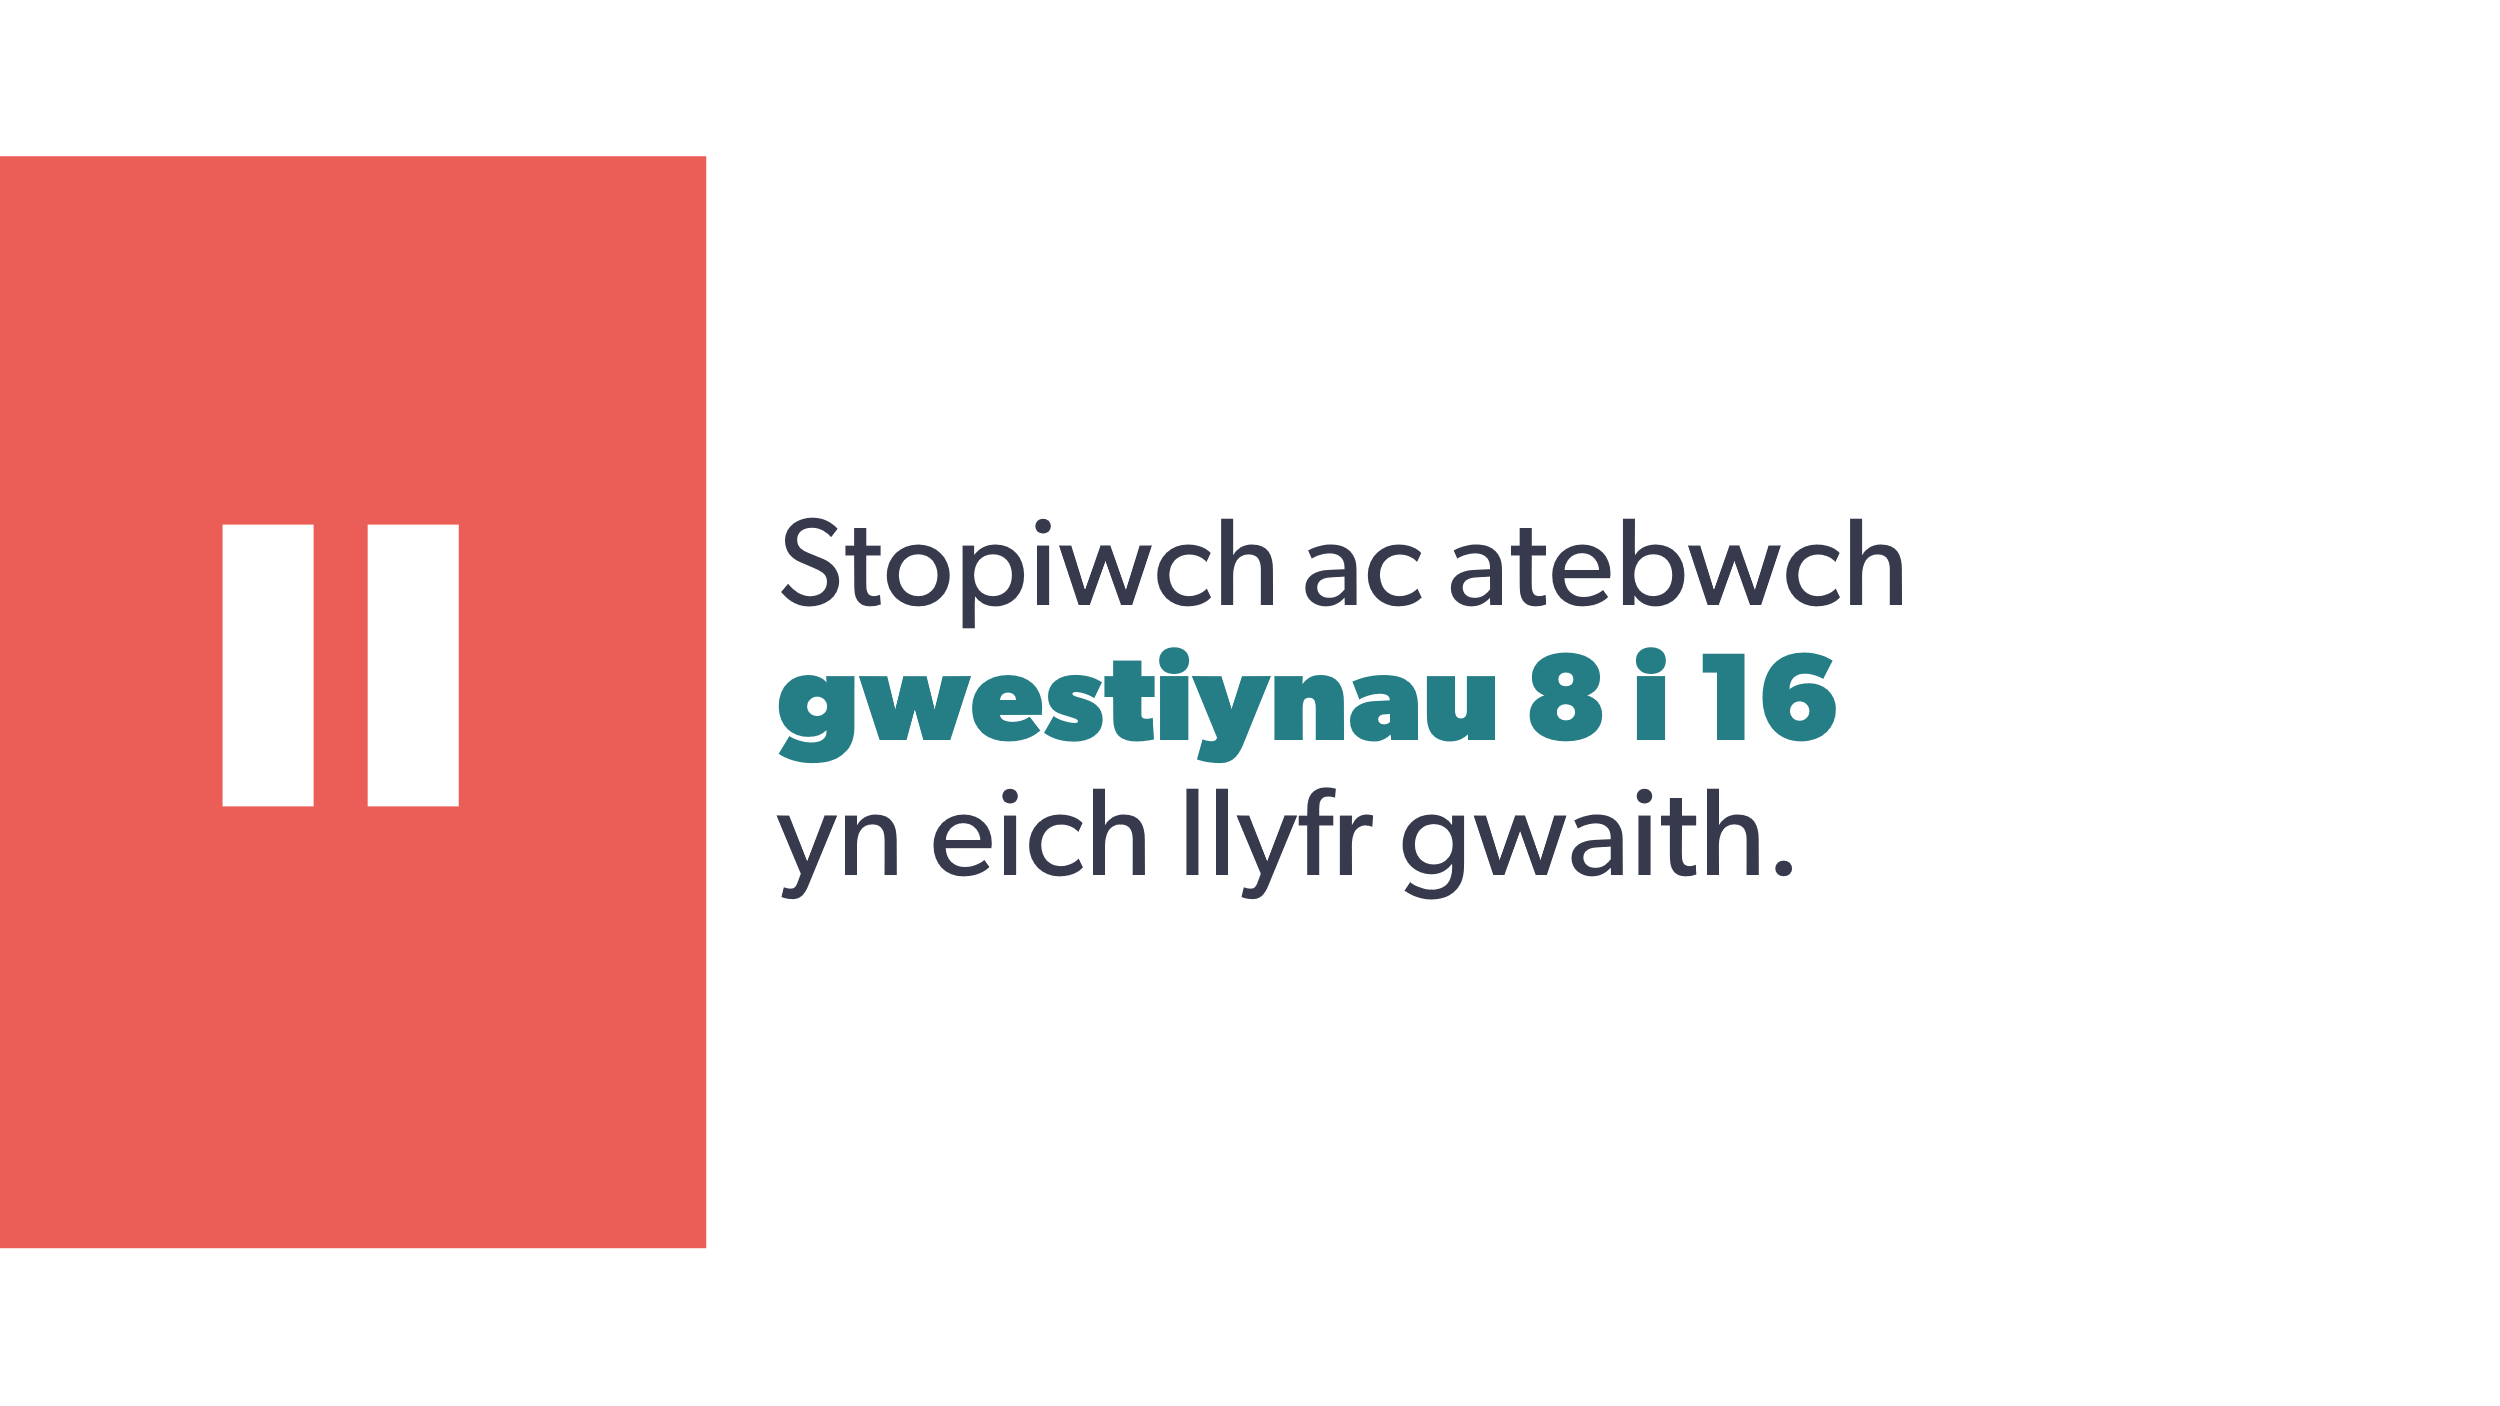 Stopiwch ac atebwch
gwestiynau 8 i 16
yn eich llyfr gwaith.